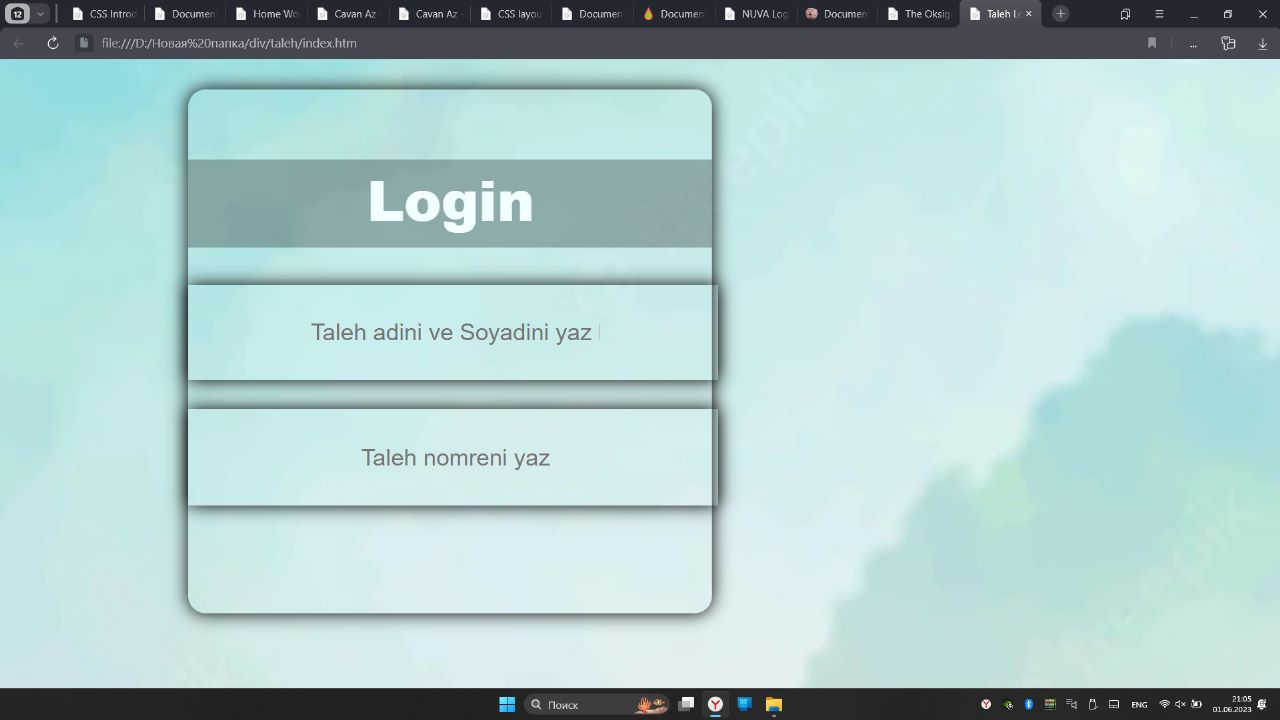 12
CSS Introd
Documen
Home Wo
Cavan Az
Cavan Az
CSS layou
Documen
Documen
NUVA Log
Documen
The Oksig
Taleh Lo
file:///D:/Новая%20папка/div/taleh/index.htm
Login
Taleh adini ve Soyadini yaz
Taleh nomreni yaz
freepik
freepik
Поиск
ENG
21:05
01.06.2023